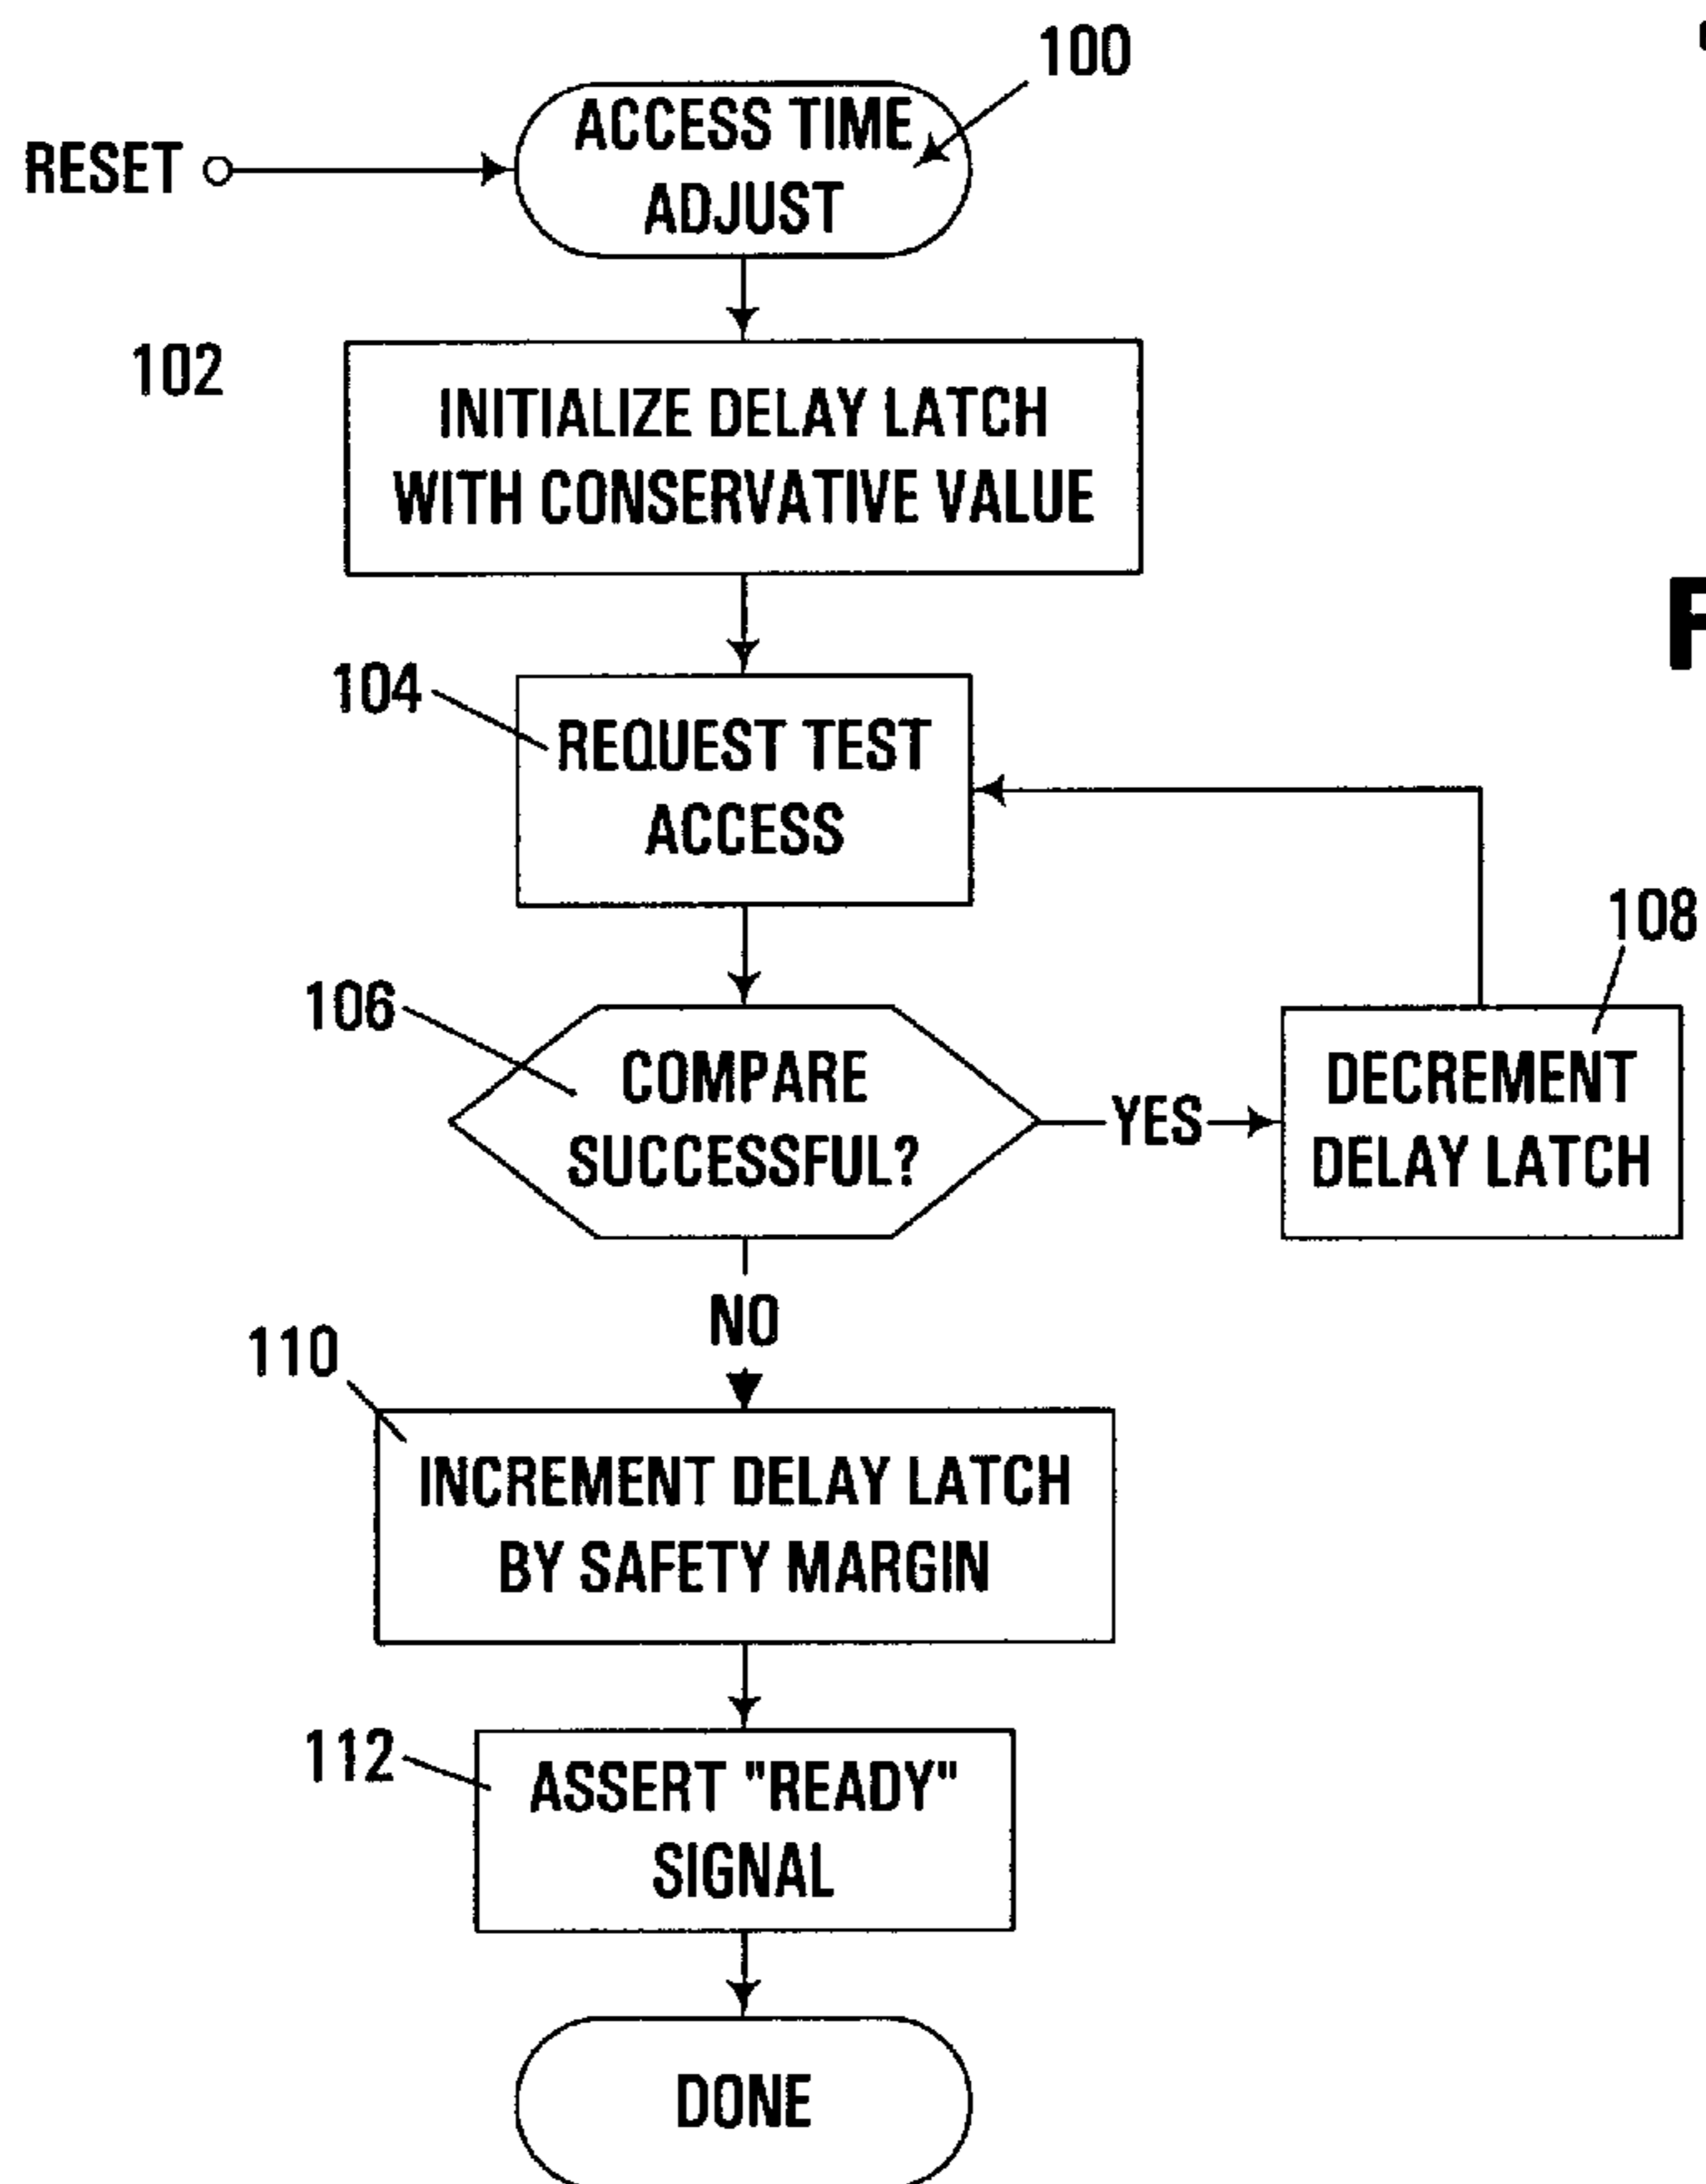 100
RESET
ACCESS TIME
ADJUST
102
INITIALIZE DELAY LATCH
WITH CONSERVATIVE VALUE
104
REQUEST TEST
ACCESS
108
106
COMPARE
SUCCESSFUL?
YES
DECREMENT
DELAY LATCH
NO
110
INCREMENT DELAY LATCH
BY SAFETY MARGIN
112
ASSERT "READY"
SIGNAL
DONE